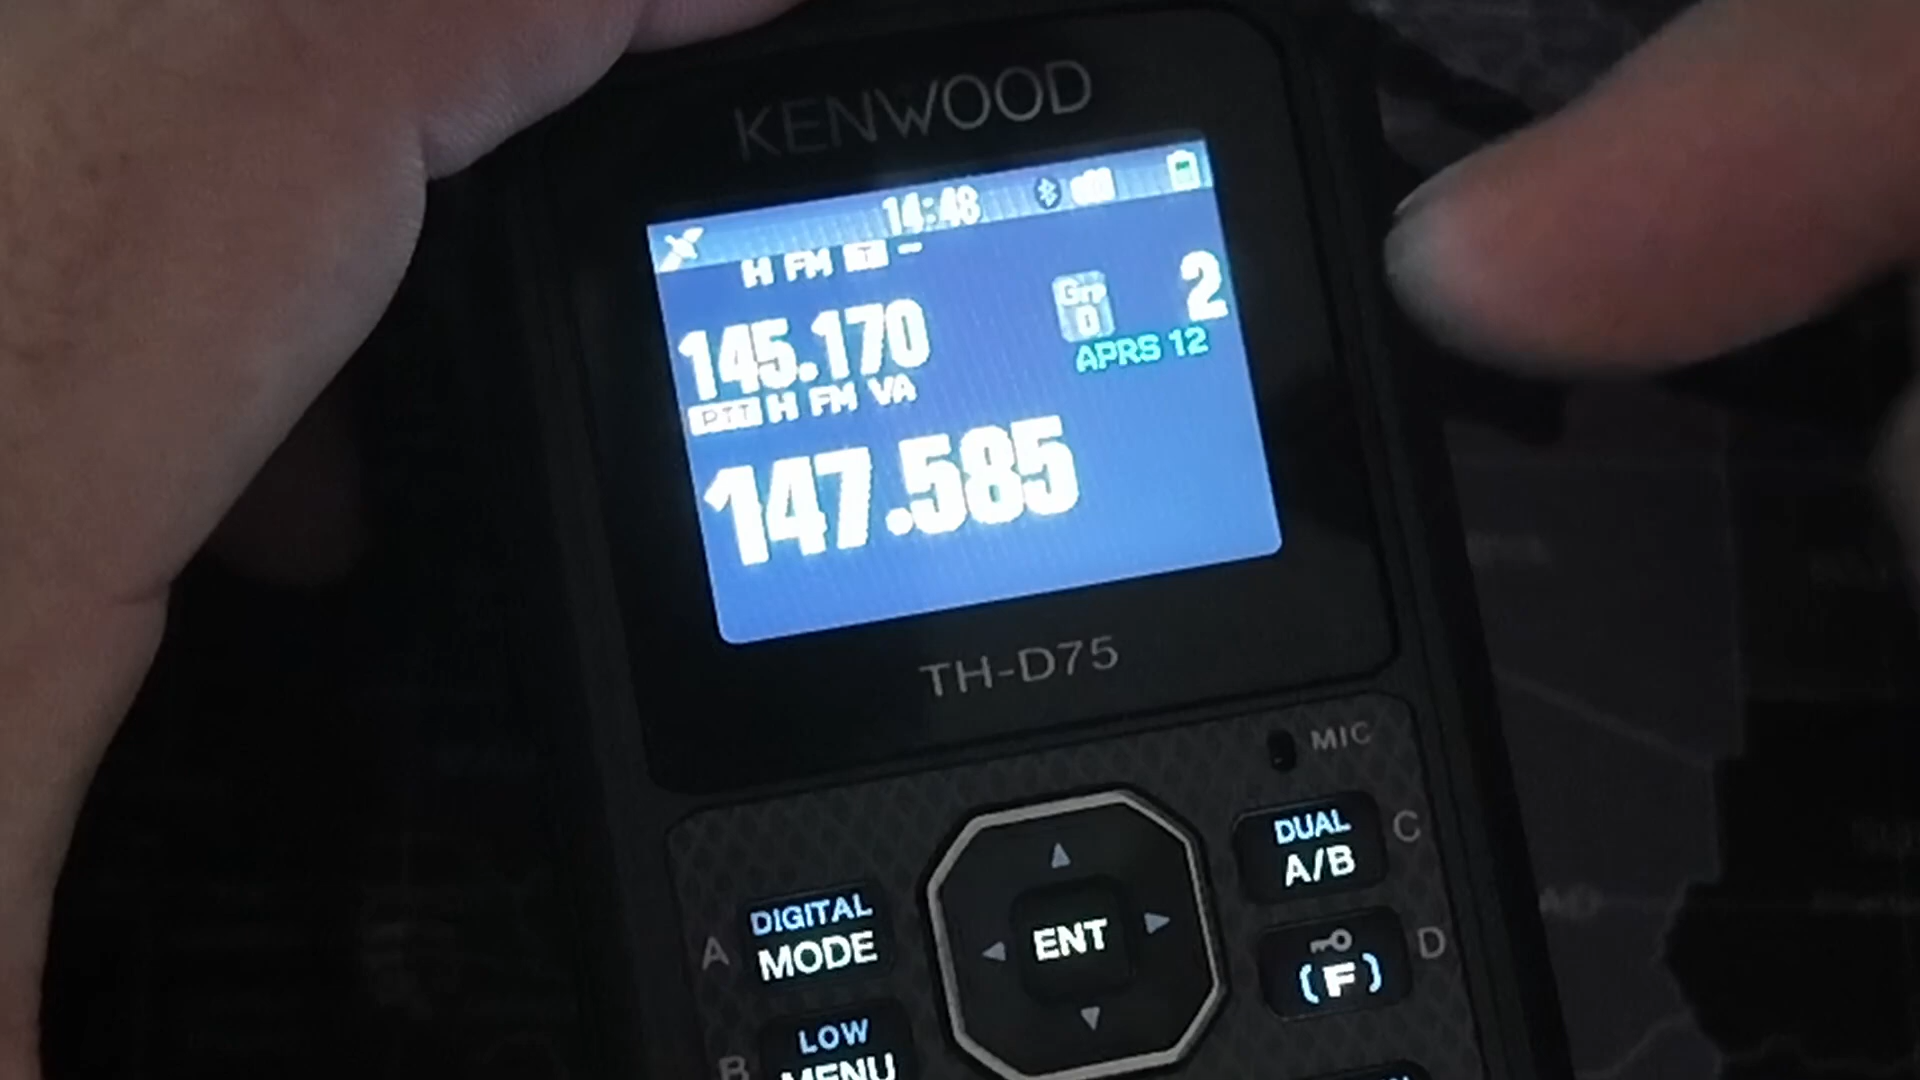 KENWOOD
14:48
H FM
145.170
Grp
0
2
APRS 12
PTT H FM VA
147.585
TH-D75
MIC
DUAL
A/B
C
DIGITAL
MODE
A
ENT
(F)
D
LOW
MENU
B